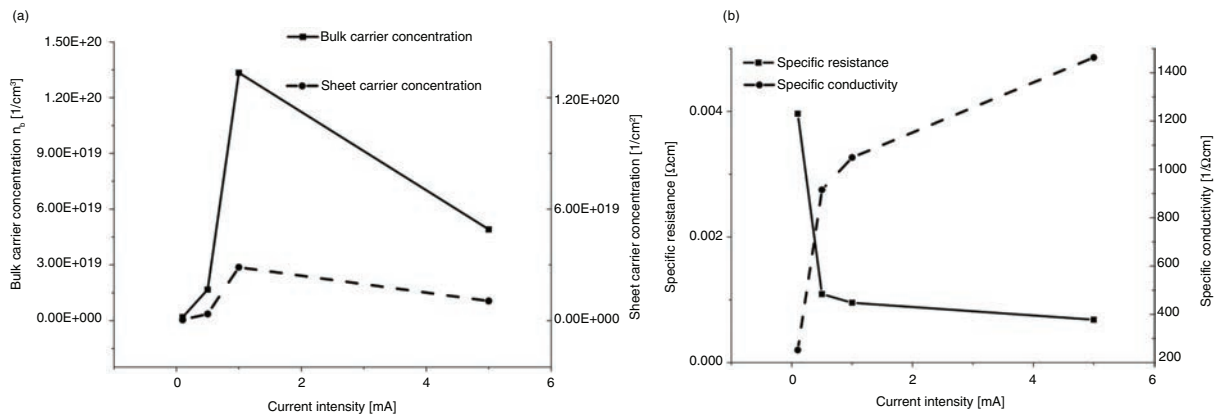 (a)
Bulk carrier concentration
Sheet carrier concentration
Bulk carrier concentration n_b [1/cm³]
1.50E+20
1.20E+020
9.00E+019
6.00E+019
3.00E+019
0.00E+000
1.20E+020
6.00E+019
0.00E+000
Sheet carrier concentration [1/cm²]
0
2
4
6
Current intensity [mA]
(b)
Specific resistance
Specific conductivity
Specific resistance [Ωcm]
0.004
0.002
0.000
1400
1200
1000
800
600
400
200
Specific conductivity [1/Ωcm]
0
2
4
6
Current intensity [mA]